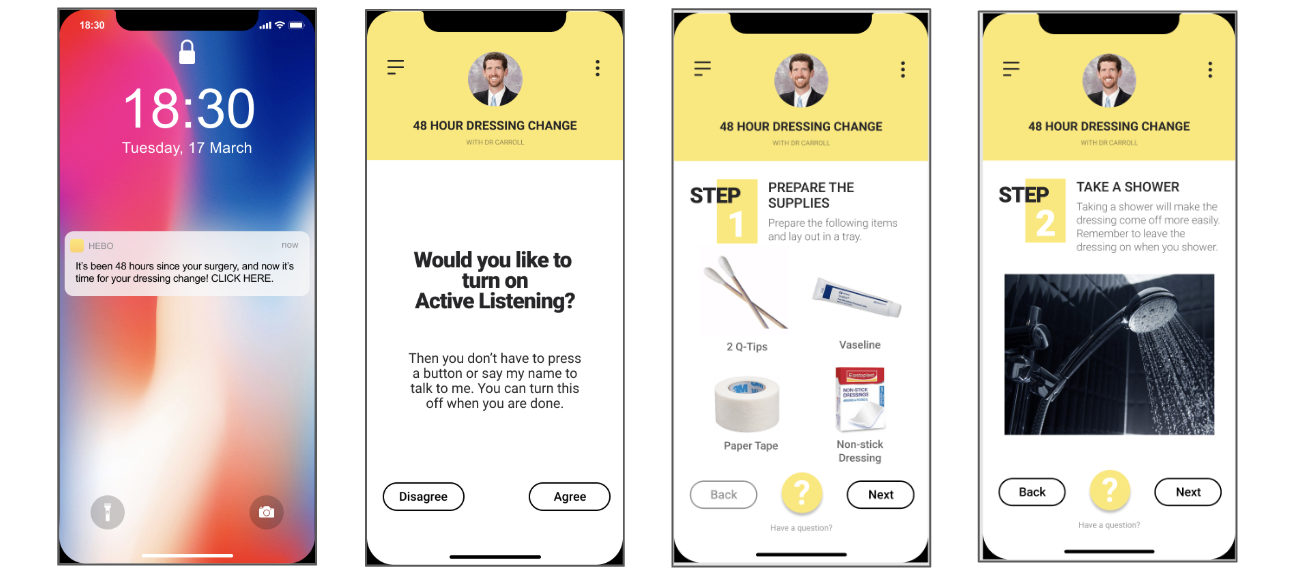 18:30
18:30
Tuesday, 17 March
HEBO
now
It's been 48 hours since your surgery, and now it's
time for your dressing change! CLICK HERE.
48 HOUR DRESSING CHANGE
WITH DR CARROLL
Would you like to
turn on
Active Listening?
Then you don't have to press
a button or say my name to
talk to me. You can turn this
off when you are done.
Disagree
Agree
48 HOUR DRESSING CHANGE
WITH DR CARROLL
STEP
1
PREPARE THE
SUPPLIES
Prepare the following items
and lay out in a tray.
2 Q-Tips
Vaseline
3M
NON-STICK
DRESSINGS
Paper Tape
Non-stick
Dressing
Back
?
Next
Have a question?
48 HOUR DRESSING CHANGE
WITH DR CARROLL
STEP
2
TAKE A SHOWER
Taking a shower will make the
dressing come off more easily.
Remember to leave the
dressing on when you shower.
Back
?
Next
Have a question?